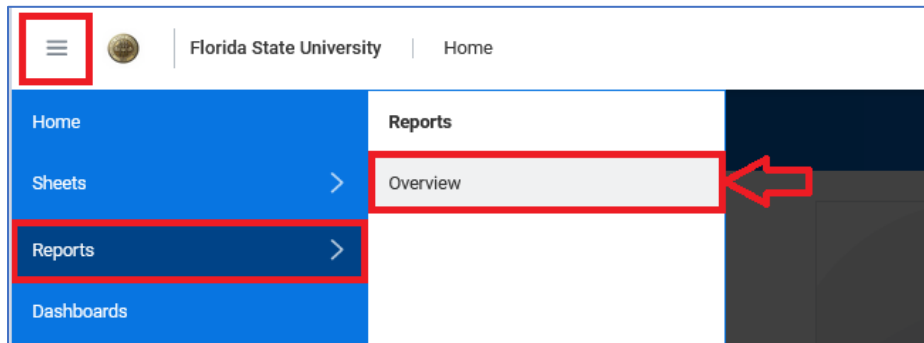 Florida State University | Home
Home
Reports
Sheets
Overview
Reports
Dashboards